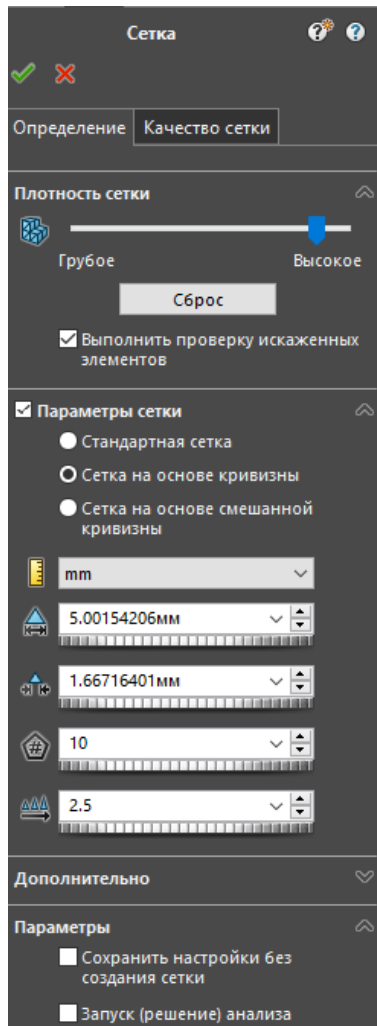 Сетка
Определение Качество сетки
Плотность сетки
Грубое Высокое
Сброс
Выполнить проверку искаженных
элементов
Параметры сетки
Стандартная сетка
Сетка на основе кривизны
Сетка на основе смешанной
кривизны
mm
5.00154206мм
1.66716401мм
10
2.5
Дополнительно
Параметры
Сохранить настройки без
создания сетки
Запуск (решение) анализа